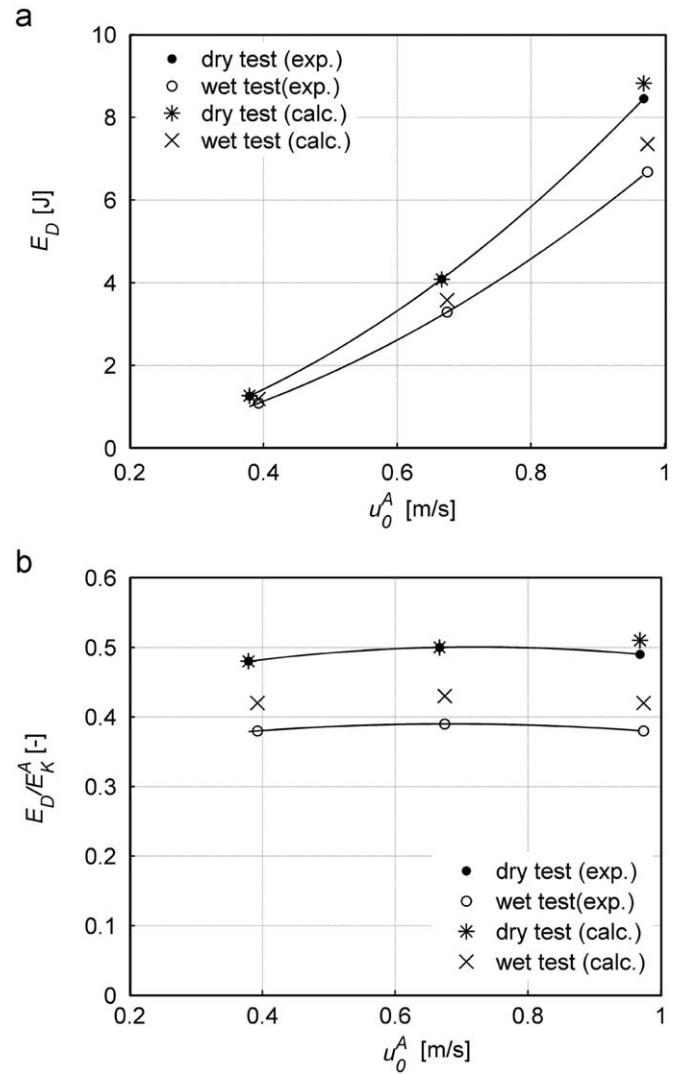 a
10
8
6
4
2
0
E_D [J]
dry test (exp.)
wet test(exp.)
dry test (calc.)
wet test (calc.)
0.2
0.4
0.6
0.8
1
u_0^A [m/s]
b
0.6
0.5
0.4
0.3
0.2
0.1
0
E_D/E_K^A [-]
dry test (exp.)
wet test(exp.)
dry test (calc.)
wet test (calc.)
0.2
0.4
0.6
0.8
1
u_0^A [m/s]